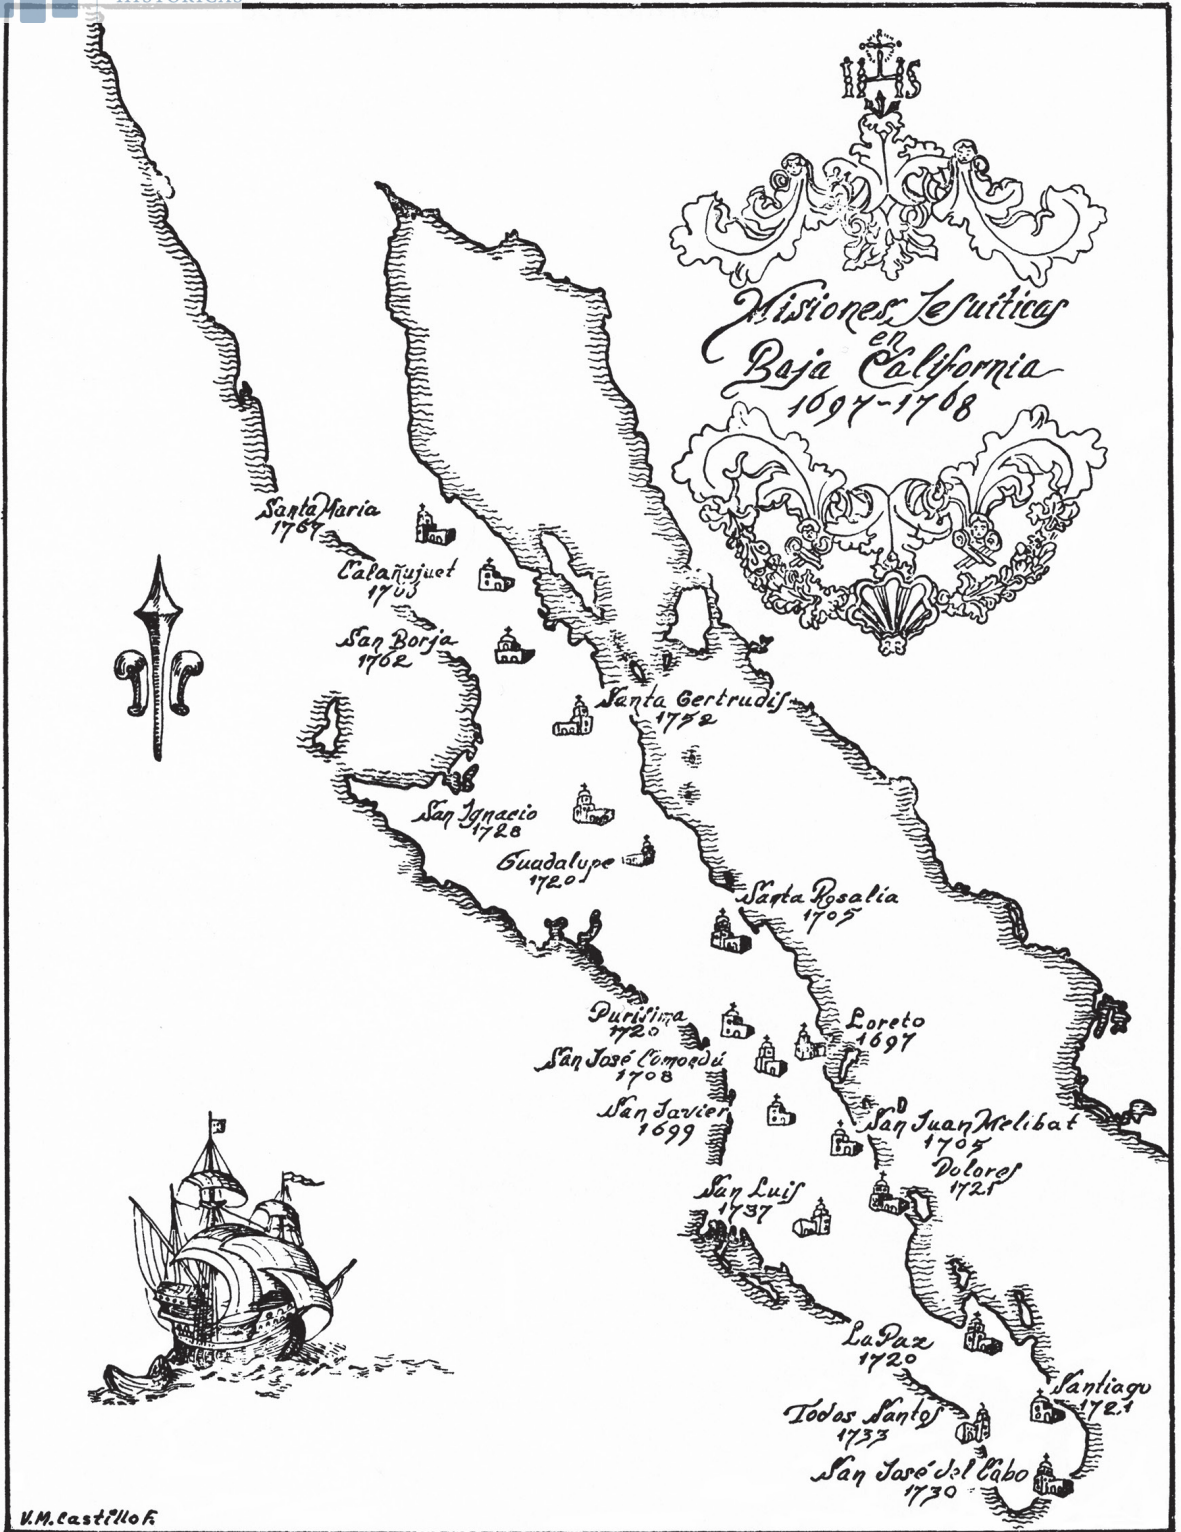 HISTÓRICAS
IHS
Misiones Jesuíticas
en
Baja California
1697-1768
Santa María
1767
Calañujuet
San Borja
1762
Santa Gertrudis
1752
San Ignacio
1728
Guadalupe
1720
Santa Rosalía
1705
Purísima
1720
Loreto
1697
San José Comondú
1708
San Javier
1699
San Juan Melibat
1705
Dolores
1721
San Luis
1737
La Paz
1720
Santiago
1721
Todos Santos
1733
San José del Cabo
1730
V.M.Castillo F.